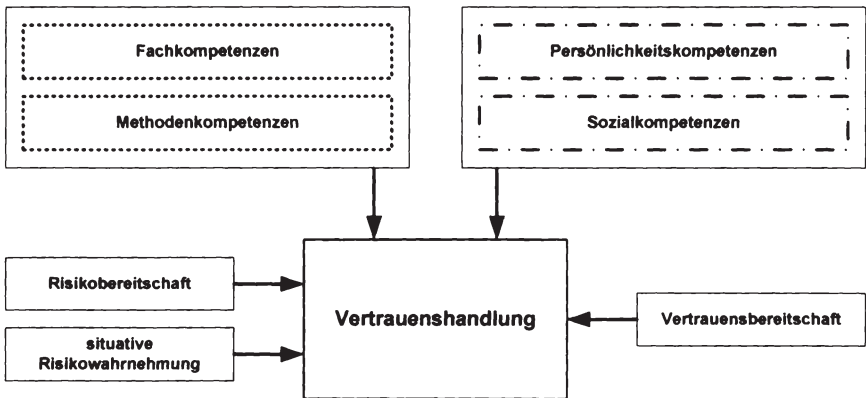 Fachkompetenzen
Methodenkompetenzen
Persönlichkeitskompetenzen
Sozialkompetenzen
Risikobereitschaft
situative
Risikowahrnehmung
Vertrauenshandlung
Vertrauensbereitschaft